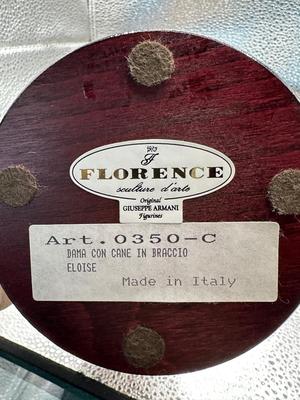 FLORENCE
sculture d'arte
Original
GIUSEPPE ARMANI
Figurines
Art.0350-C
DAMA CON CANE IN BRACCIO
ELOISE
Made in Italy